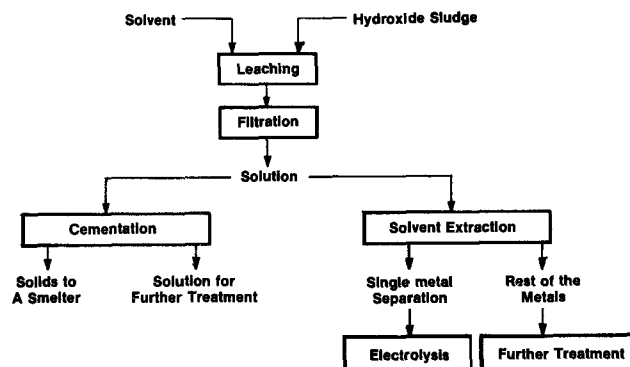 Solvent
Hydroxide Sludge
Leaching
Filtration
Solution
Cementation
Solvent Extraction
Solids to
A Smelter
Solution for
Further Treatment
Single metal
Separation
Rest of the
Metals
Electrolysis
Further Treatment